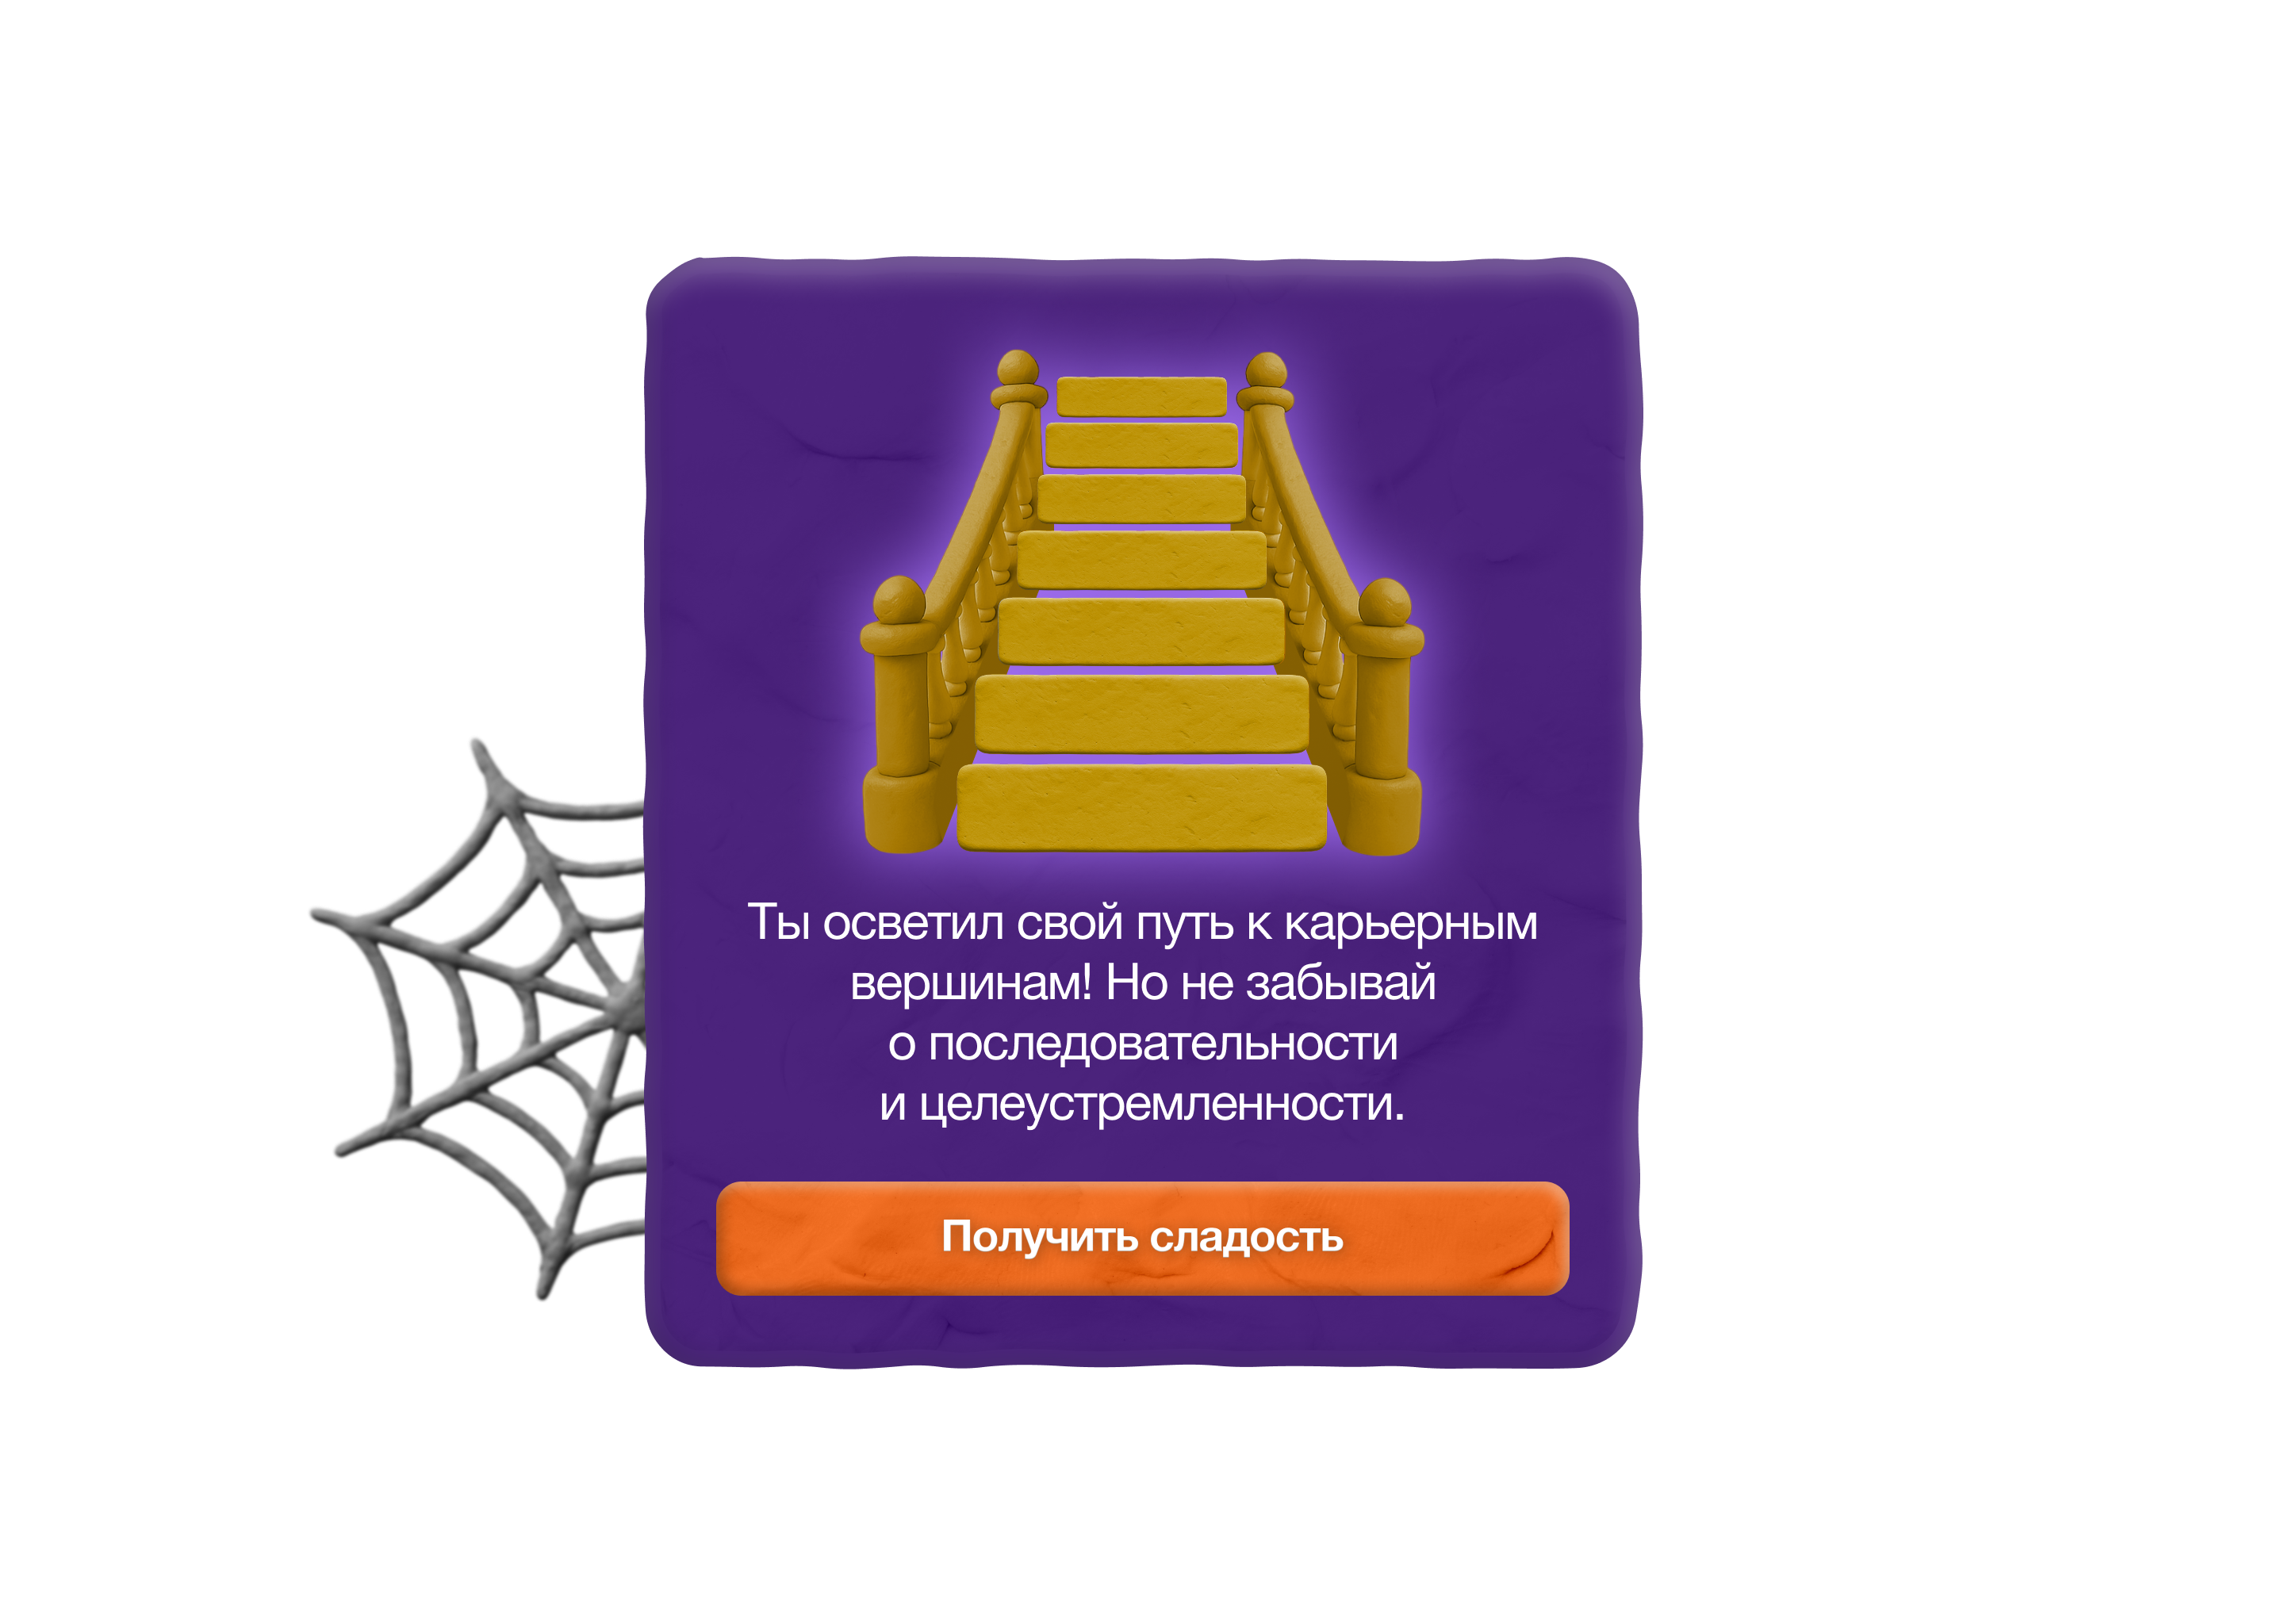 Ты осветил свой путь к карьерным
вершинам! Но не забывай
о последовательности
и целеустремленности.
Получить сладость